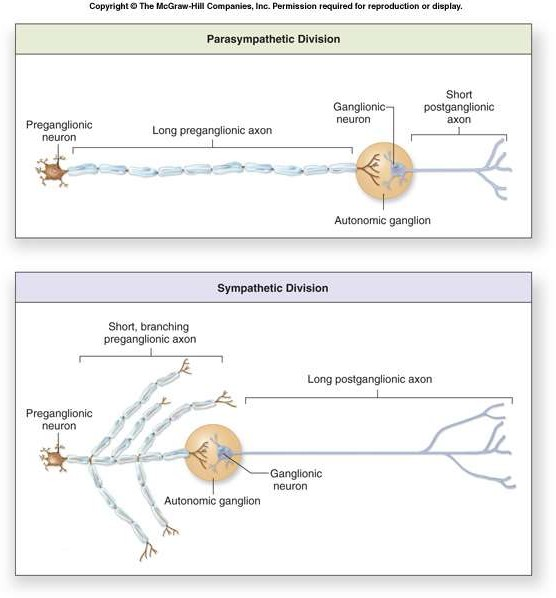 Copyright © The McGraw-Hill Companies, Inc. Permission required for reproduction or display.
Parasympathetic Division
Preganglionic
neuron
Long preganglionic axon
Ganglionic
neuron
Short
postganglionic
axon
Autonomic ganglion
Sympathetic Division
Short, branching
preganglionic axon
Long postganglionic axon
Preganglionic
neuron
Ganglionic
neuron
Autonomic ganglion